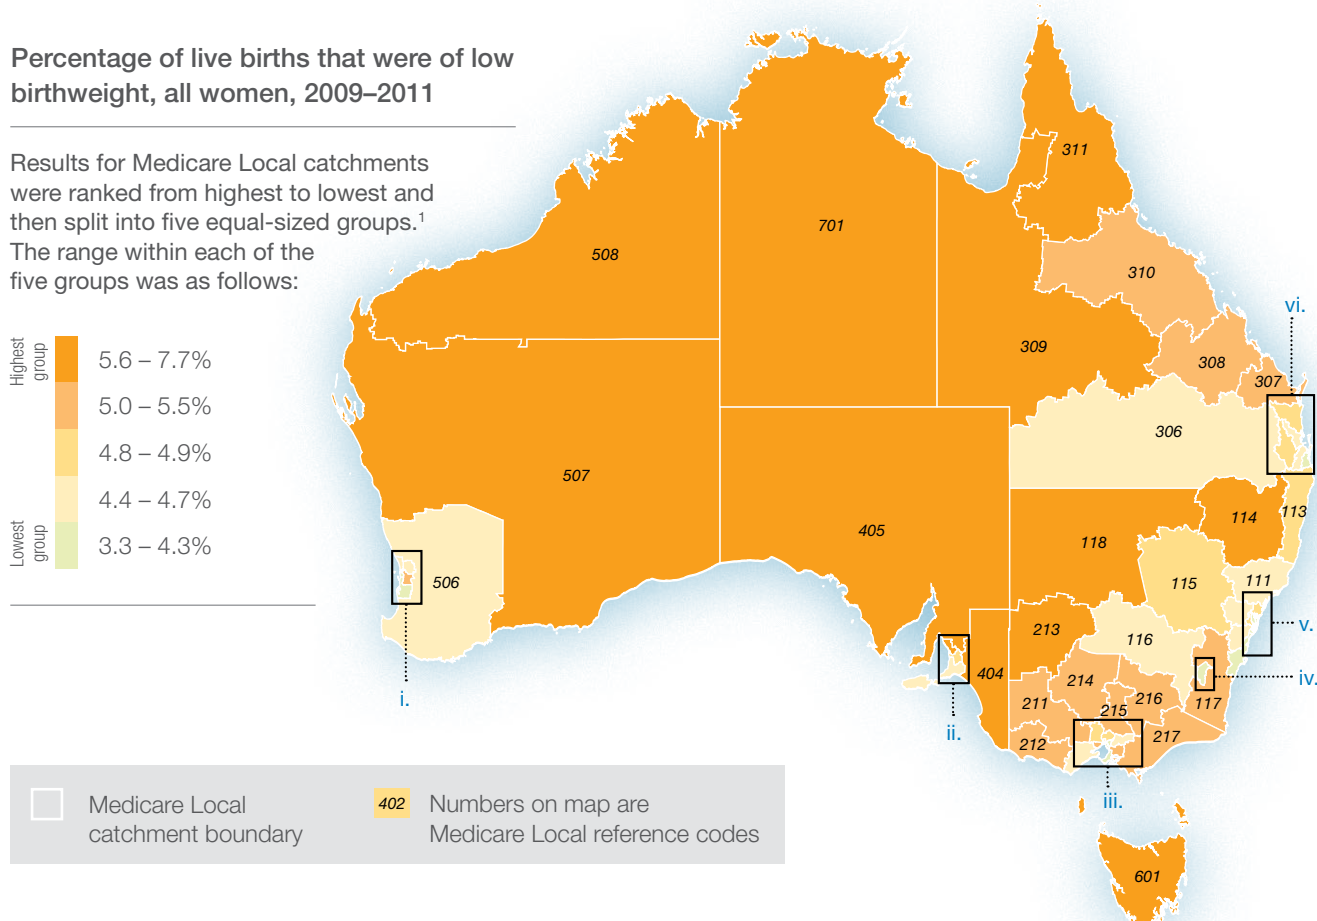 Percentage of live births that were of low
birthweight, all women, 2009–2011
Results for Medicare Local catchments
were ranked from highest to lowest and
then split into five equal-sized groups.¹
The range within each of the
five groups was as follows:
Highest
group
5.6 – 7.7%
5.0 – 5.5%
4.8 – 4.9%
4.4 – 4.7%
3.3 – 4.3%
Lowest
group
311
701
508
310
vi.
309
308
307
306
507
114
113
405
118
115
506
111
213
116
v.
404
214
iv.
i.
211
216
117
215
ii.
212
217
iii.
601
Medicare Local
catchment boundary
402
Numbers on map are
Medicare Local reference codes